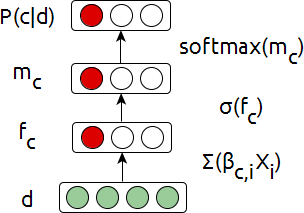 P(c|d)
softmax(m_c)
m_c
σ(f_c)
f_c
Σ(β_c,i X_i)
d